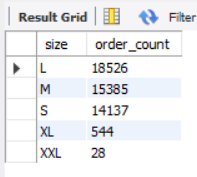 Result Grid Filter
size order_count
L 18526
M 15385
S 14137
XL 544
XXL 28